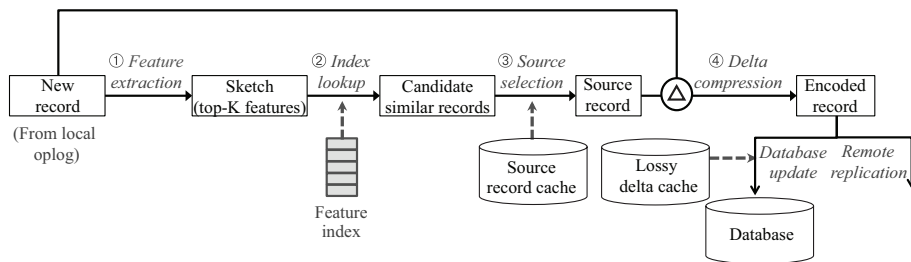 ① Feature
extraction
② Index
lookup
③ Source
selection
④ Delta
compression
New
record
(From local
oplog)
Sketch
(top-K features)
Candidate
similar records
Source
record
Δ
Encoded
record
Feature
index
Source
record cache
Lossy
delta cache
Database
update
Remote
replication
Database